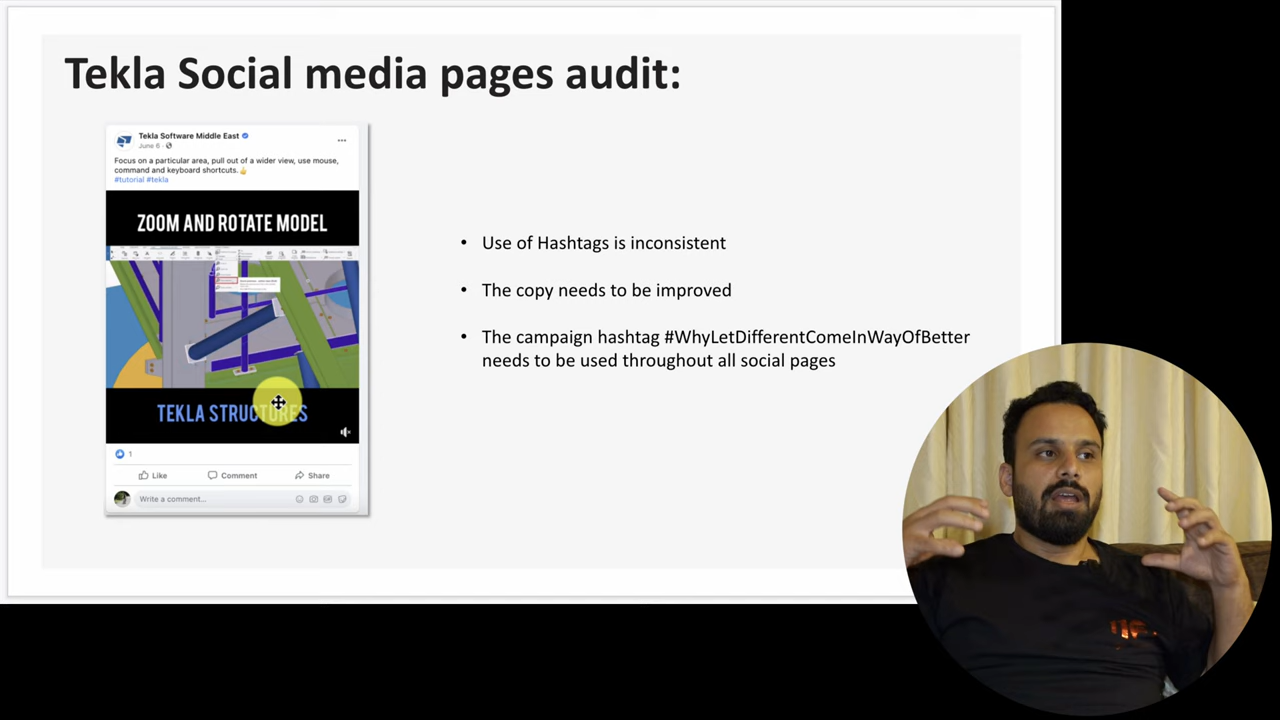 Tekla Social media pages audit:
Tekla Software Middle East
June 6 ·
Focus on a particular area, pull out of a wider view, use mouse,
command and keyboard shortcuts.👍
#tutorial #tekla
ZOOM AND ROTATE MODEL
TEKLA STRUCTURES
1
Like Comment Share
Write a comment...
• Use of Hashtags is inconsistent
• The copy needs to be improved
• The campaign hashtag #WhyLetDifferentComeInWayOfBetter
needs to be used throughout all social pages